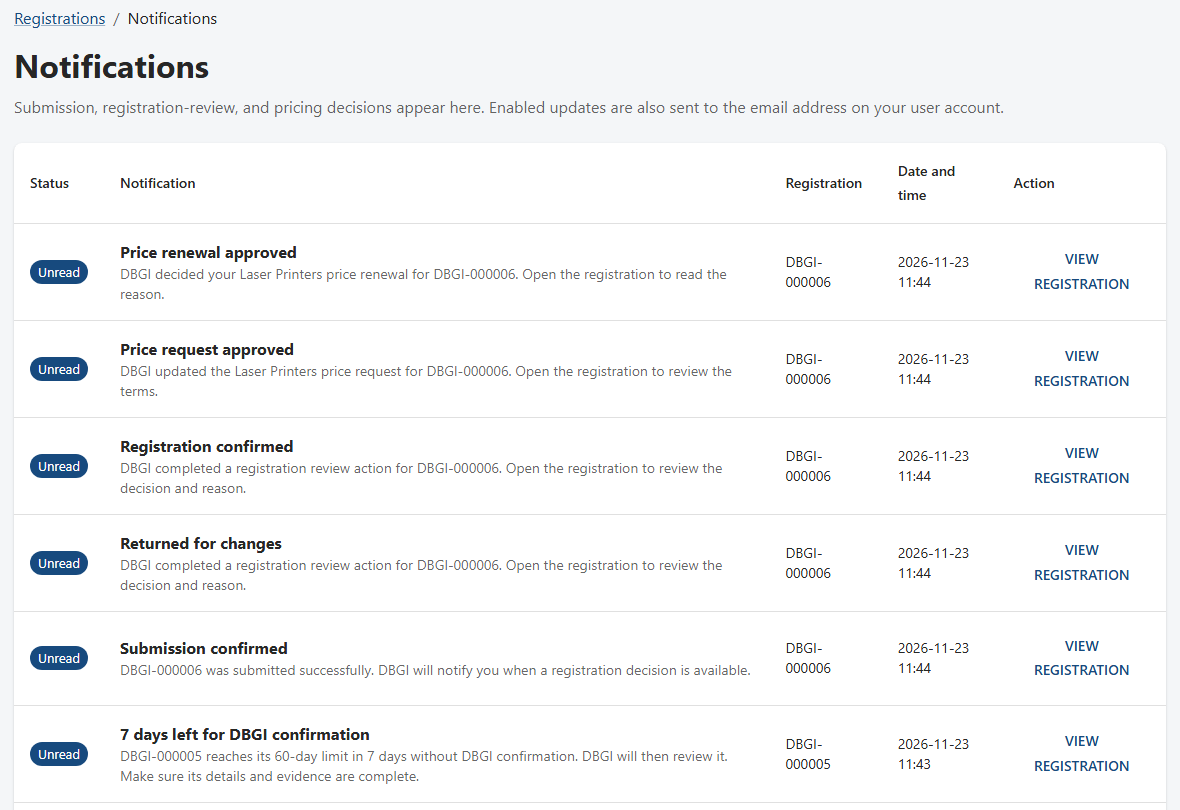 Registrations / Notifications
Notifications
Submission, registration-review, and pricing decisions appear here. Enabled updates are also sent to the email address on your user account.
Status Notification Registration Date and time Action
Unread
Price renewal approved
DBGI decided your Laser Printers price renewal for DBGI-000006. Open the registration to read the
reason.
DBGI-
000006
2026-11-23
11:44
VIEW
REGISTRATION
Unread
Price request approved
DBGI updated the Laser Printers price request for DBGI-000006. Open the registration to review the
terms.
DBGI-
000006
2026-11-23
11:44
VIEW
REGISTRATION
Unread
Registration confirmed
DBGI completed a registration review action for DBGI-000006. Open the registration to review the
decision and reason.
DBGI-
000006
2026-11-23
11:44
VIEW
REGISTRATION
Unread
Returned for changes
DBGI completed a registration review action for DBGI-000006. Open the registration to review the
decision and reason.
DBGI-
000006
2026-11-23
11:44
VIEW
REGISTRATION
Unread
Submission confirmed
DBGI-000006 was submitted successfully. DBGI will notify you when a registration decision is available.
DBGI-
000006
2026-11-23
11:44
VIEW
REGISTRATION
Unread
7 days left for DBGI confirmation
DBGI-000005 reaches its 60-day limit in 7 days without DBGI confirmation. DBGI will then review it.
Make sure its details and evidence are complete.
DBGI-
000005
2026-11-23
11:43
VIEW
REGISTRATION